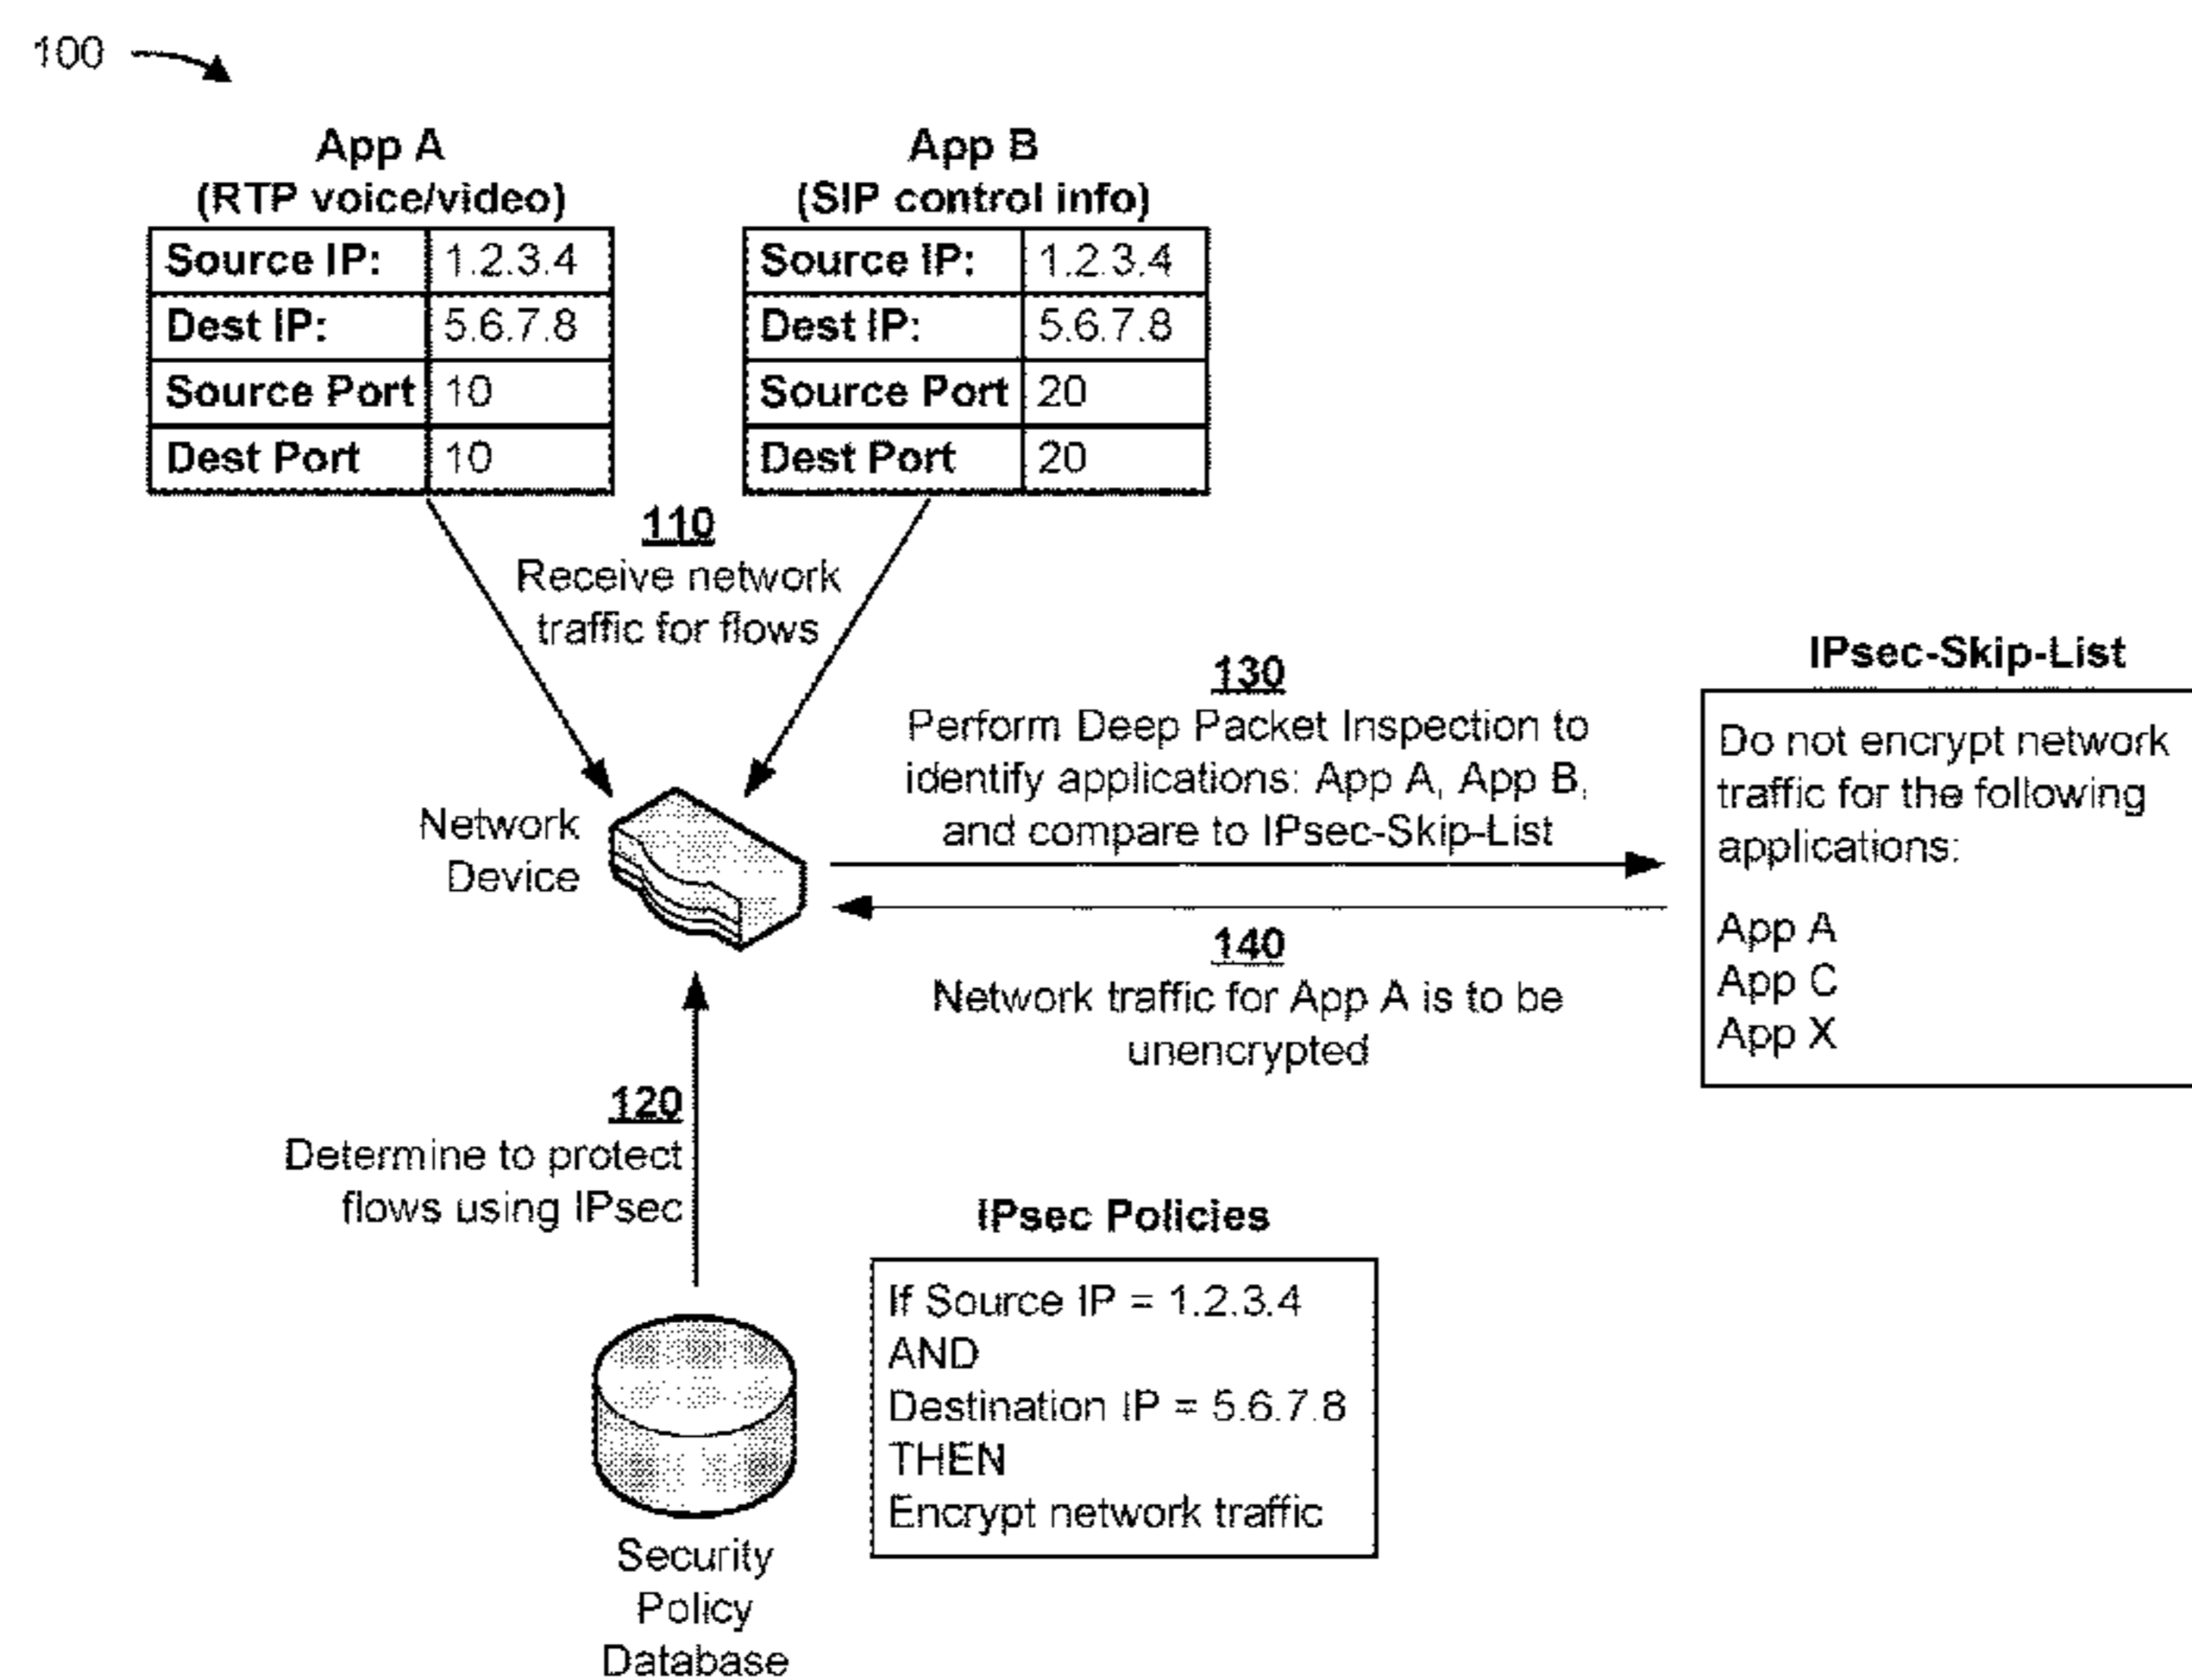 100
App A
(RTP voice/video)
Source IP: 1.2.3.4
Dest IP: 5.6.7.8
Source Port 10
Dest Port 10
App B
(SIP control info)
Source IP: 1.2.3.4
Dest IP: 5.6.7.8
Source Port 20
Dest Port 20
110
Receive network
traffic for flows
Network
Device
130
Perform Deep Packet Inspection to
identify applications: App A, App B,
and compare to IPsec-Skip-List
140
Network traffic for App A is to be
unencrypted
IPsec-Skip-List
Do not encrypt network
traffic for the following
applications:
App A
App C
App X
120
Determine to protect
flows using IPsec
IPsec Policies
If Source IP = 1.2.3.4
AND
Destination IP = 5.6.7.8
THEN
Encrypt network traffic
Security
Policy
Database